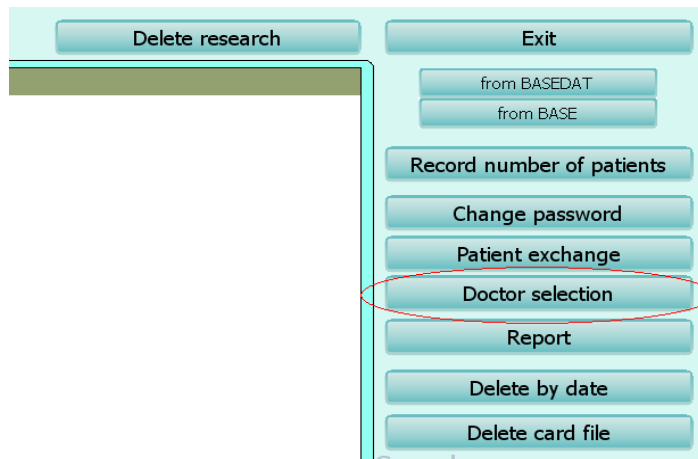 Delete research
Exit
from BASEDAT
from BASE
Record number of patients
Change password
Patient exchange
Doctor selection
Report
Delete by date
Delete card file